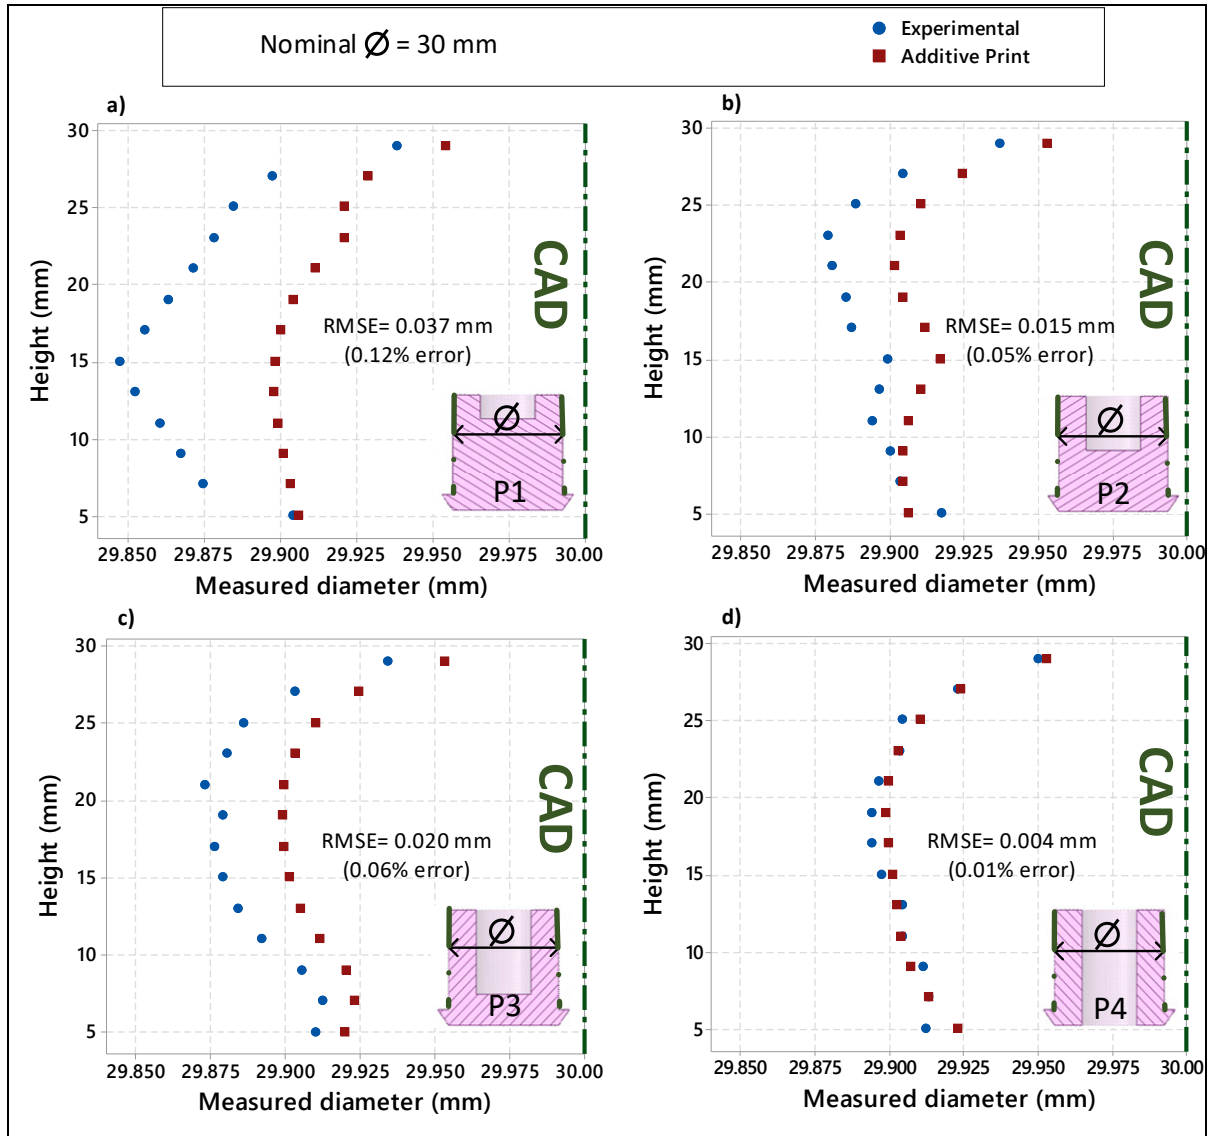 Nominal Ø = 30 mm
Experimental
Additive Print
a)
30
25
20
15
10
5
Height (mm)
29.850 29.875 29.900 29.925 29.950 29.975 30.00
Measured diameter (mm)
CAD
RMSE= 0.037 mm
(0.12% error)
Ø
P1
b)
30
25
20
15
10
5
Height (mm)
29.850 29.875 29.900 29.925 29.950 29.975 30.00
Measured diameter (mm)
CAD
RMSE= 0.015 mm
(0.05% error)
Ø
P2
c)
30
25
20
15
10
5
Height (mm)
29.850 29.875 29.900 29.925 29.950 29.975 30.00
Measured diameter (mm)
CAD
RMSE= 0.020 mm
(0.06% error)
Ø
P3
d)
30
25
20
15
10
5
Height (mm)
29.850 29.875 29.900 29.925 29.950 29.975 30.00
Measured diameter (mm)
CAD
RMSE= 0.004 mm
(0.01% error)
Ø
P4